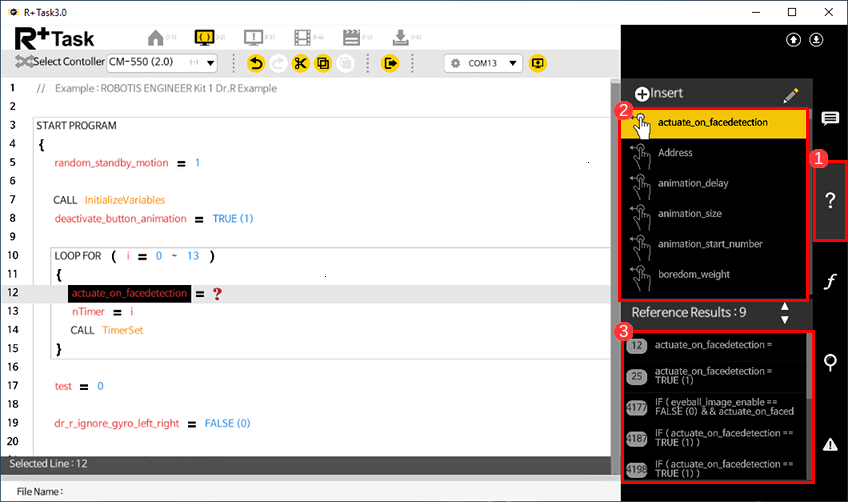 R+Task3.0
R+Task
Select Contoller CM-550 (2.0) COM13
1 // Example : ROBOTIS ENGINEER Kit 1 Dr.R Example
2
3 START PROGRAM
4 {
5 random_standby_motion = 1
6
7 CALL InitializeVariables
8 deactivate_button_animation = TRUE (1)
9
10 LOOP FOR ( i = 0 ~ 13 )
11 {
12 actuate_on_facedetection = ?
13 nTimer = i
14 CALL TimerSet
15 }
16
17 test = 0
18
19 dr_r_ignore_gyro_left_right = FALSE (0)
20
Selected Line : 12
File Name :
Insert
2
actuate_on_facedetection
Address
animation_delay
animation_size
animation_start_number
boredom_weight
Reference Results : 9
3
12 actuate_on_facedetection =
25 actuate_on_facedetection =
TRUE (1)
4177 IF ( eyeball_image_enable ==
FALSE (0) && actuate_on_faced
4187 IF ( actuate_on_facedetection ==
TRUE (1) )
4198 IF ( actuate_on_facedetection ==
TRUE (1) )
1
?
f